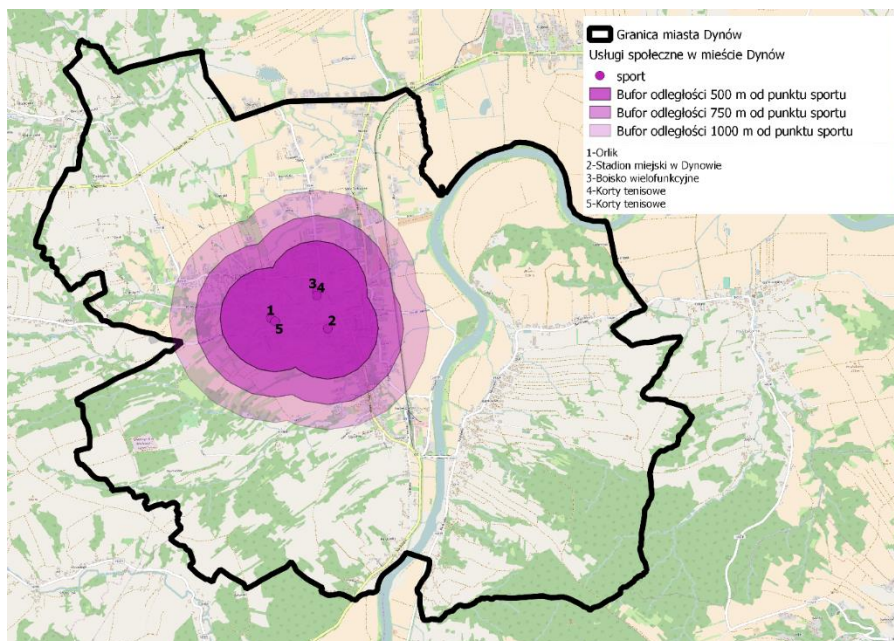 Granica miasta Dynów
Usługi społeczne w mieście Dynów
sport
Bufor odległości 500 m od punktu sportu
Bufor odległości 750 m od punktu sportu
Bufor odległości 1000 m od punktu sportu
1-Orlik
2-Stadion miejski w Dynowie
3-Boisko wielofunkcyjne
4-Korty tenisowe
5-Korty tenisowe
34
1
5
2